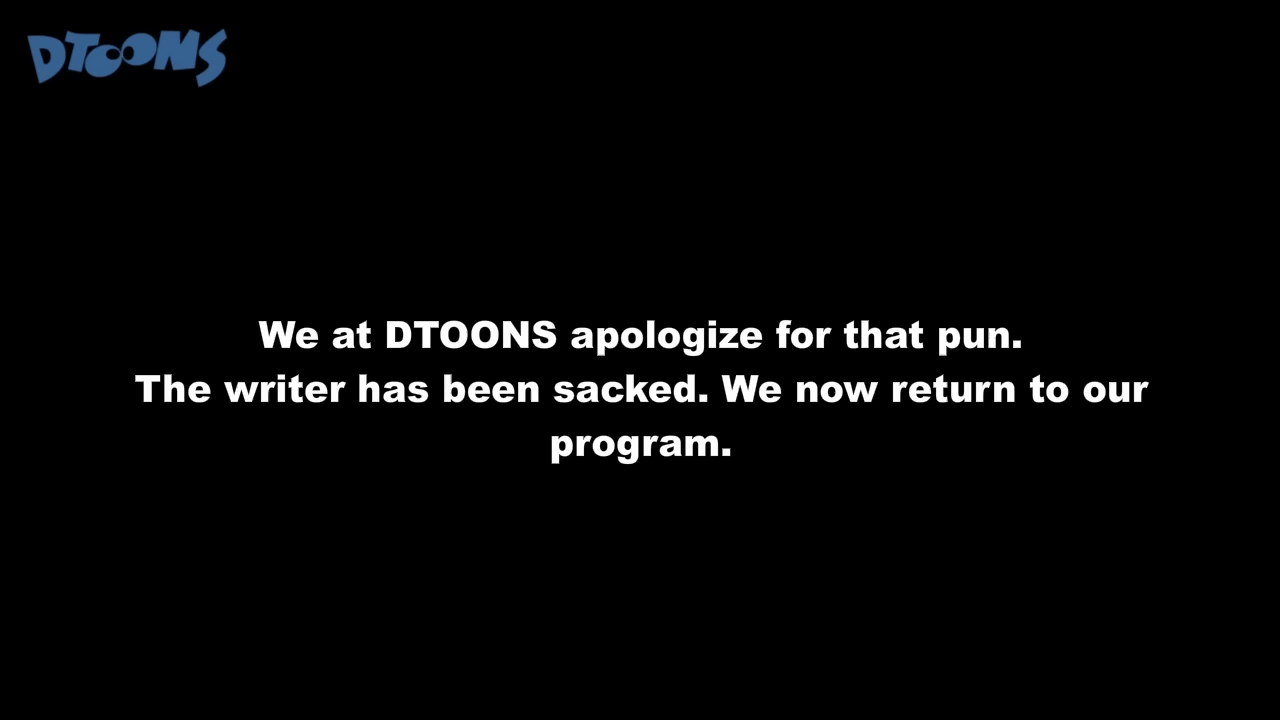 DTOONS
We at DTOONS apologize for that pun.
The writer has been sacked. We now return to our
program.